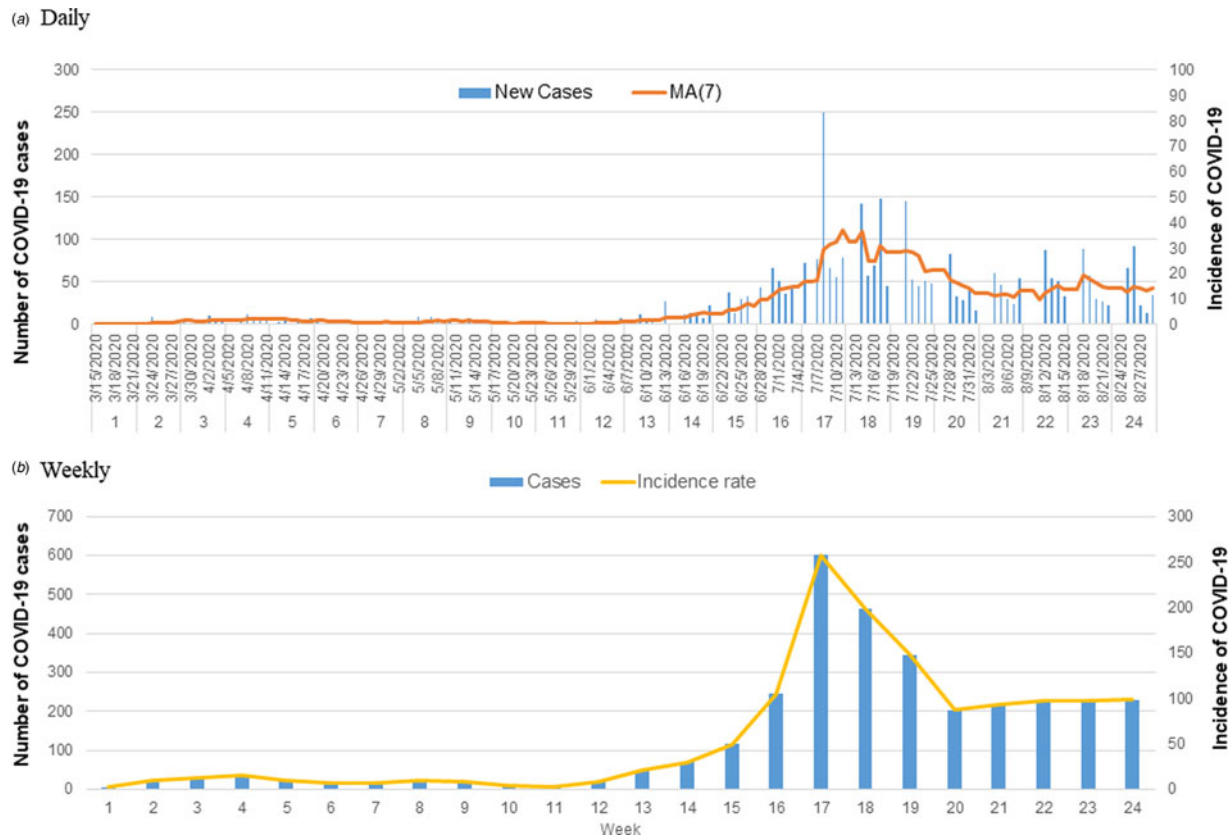 (a) Daily
New Cases MA(7)
Number of COVID-19 cases
300
250
200
150
100
50
0
100
90
80
70
60
50
40
30
20
10
0
Incidence of COVID-19
3/15/2020 3/18/2020 3/21/2020 3/24/2020 3/27/2020 3/30/2020 4/2/2020 4/5/2020 4/8/2020 4/11/2020 4/14/2020 4/17/2020 4/20/2020 4/23/2020 4/26/2020 4/29/2020 5/2/2020 5/5/2020 5/8/2020 5/11/2020 5/14/2020 5/17/2020 5/20/2020 5/23/2020 5/26/2020 5/29/2020 6/1/2020 6/4/2020 6/7/2020 6/10/2020 6/13/2020 6/16/2020 6/19/2020 6/22/2020 6/25/2020 6/28/2020 7/1/2020 7/4/2020 7/7/2020 7/10/2020 7/13/2020 7/16/2020 7/19/2020 7/22/2020 7/25/2020 7/28/2020 7/31/2020 8/3/2020 8/6/2020 8/9/2020 8/12/2020 8/15/2020 8/18/2020 8/21/2020 8/24/2020 8/27/2020
1 2 3 4 5 6 7 8 9 10 11 12 13 14 15 16 17 18 19 20 21 22 23 24
(b) Weekly
Cases Incidence rate
Number of COVID-19 cases
700
600
500
400
300
200
100
0
300
250
200
150
100
50
0
Incidence of COVID-19
1 2 3 4 5 6 7 8 9 10 11 12 13 14 15 16 17 18 19 20 21 22 23 24
Week